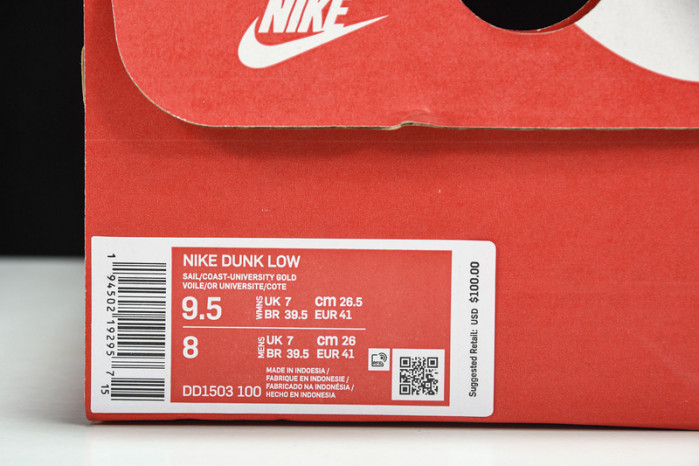 NIKE
NIKE DUNK LOW
SAIL/COAST-UNIVERSITY GOLD
VOILE/OR UNIVERSITE/COTE
9.5 WMNS UK 7 cm 26.5
BR 39.5 EUR 41
8 MENS UK 7 cm 26
BR 39.5 EUR 41
MADE IN INDOESIA /
FABRIQUE EN INDONESIE /
FABRICADO NA INDONÉSIA /
DD1503 100 HECHO EN INDONESIA
1 94502 19295 7 15
Suggested Retail: USD $100.00